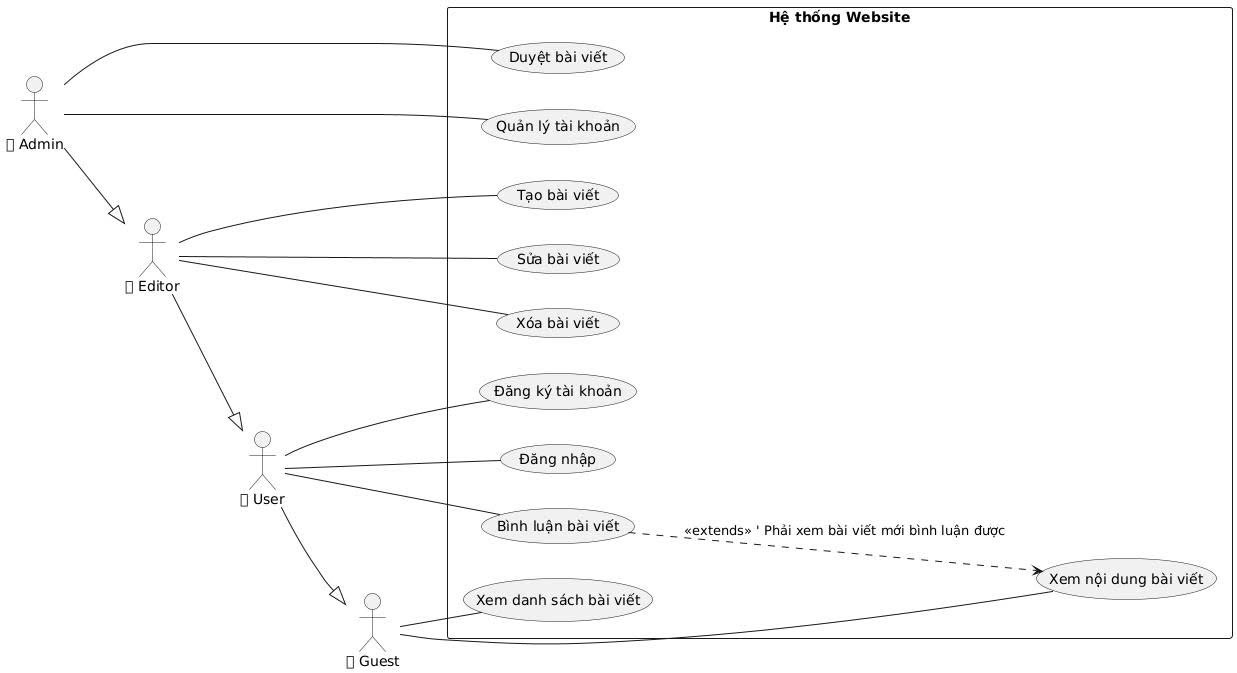 Hệ thống Website
Duyệt bài viết
Quản lý tài khoản
Admin
Tạo bài viết
Sửa bài viết
Editor
Xóa bài viết
Đăng ký tài khoản
Đăng nhập
User
Bình luận bài viết
«extends» ' Phải xem bài viết mới bình luận được
Xem nội dung bài viết
Xem danh sách bài viết
Guest